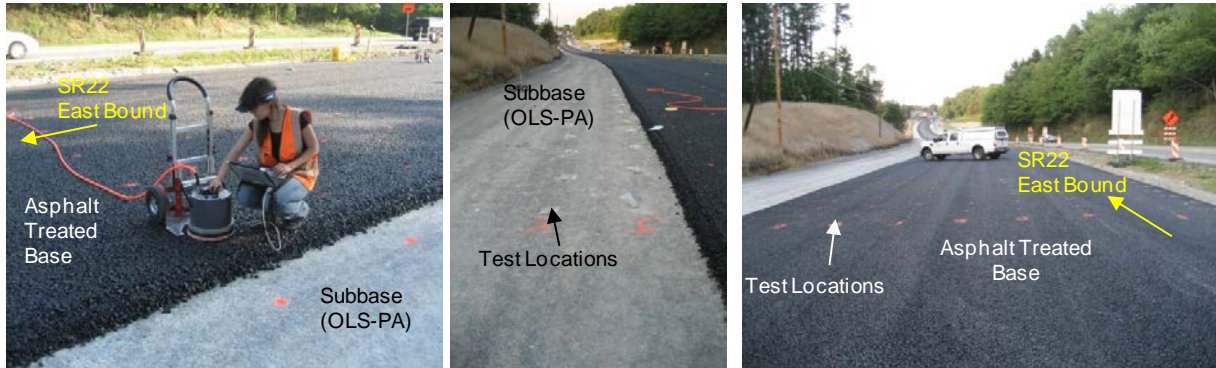 SR22
East Bound
Asphalt
Treated
Base
Subbase
(OLS-PA)
Subbase
(OLS-PA)
Test Locations
SR22
East Bound
Test Locations
Asphalt Treated
Base